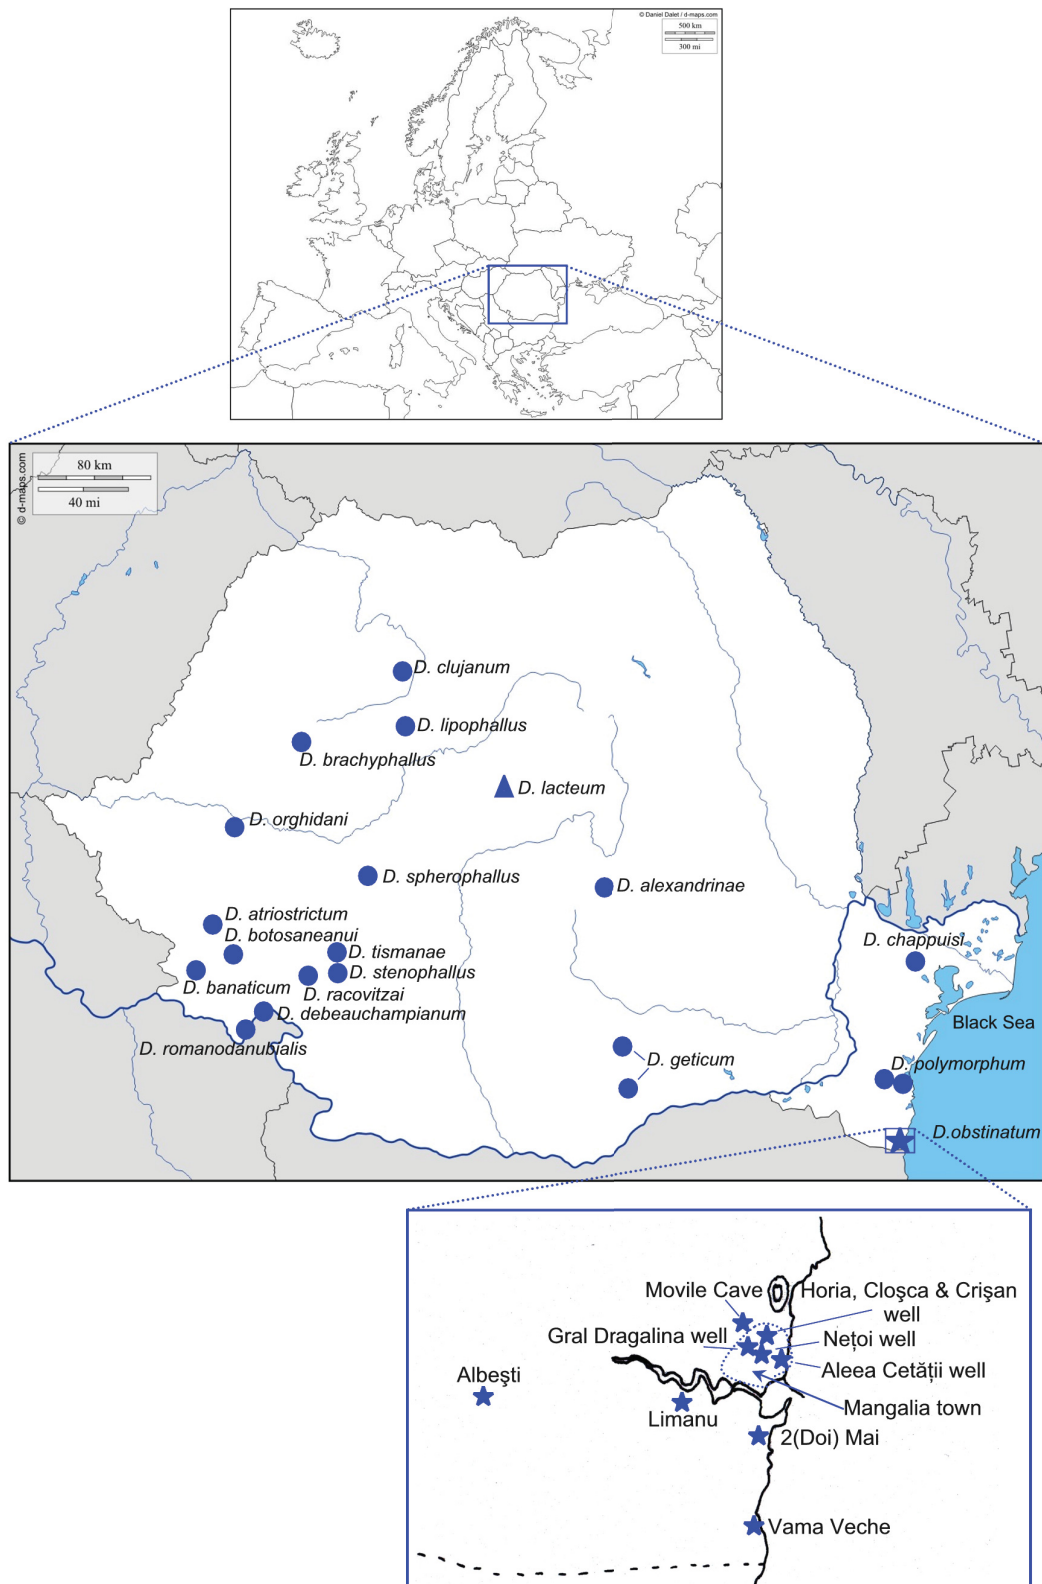 © Daniel Dalet / d-maps.com
500 km
300 mi
© d-maps.com
80 km
40 mi
D. clujanum
D. lipophallus
D. brachyphallus
D. lacteum
D. orghidani
D. spherophallus
D. alexandrinae
D. atriostrictum
D. botosaneanui
D. chappuisi
D. tismanae
D. stenophallus
D. banaticum
D. racovitzai
D. debeauchampianum
Black Sea
D. romanodanubialis
D. geticum
D. polymorphum
D.obstinatum
Movile Cave
Horia, Cloşca & Crişan
well
Gral Dragalina well
Nețoi well
Aleea Cetății well
Albeşti
Mangalia town
Limanu
2(Doi) Mai
Vama Veche